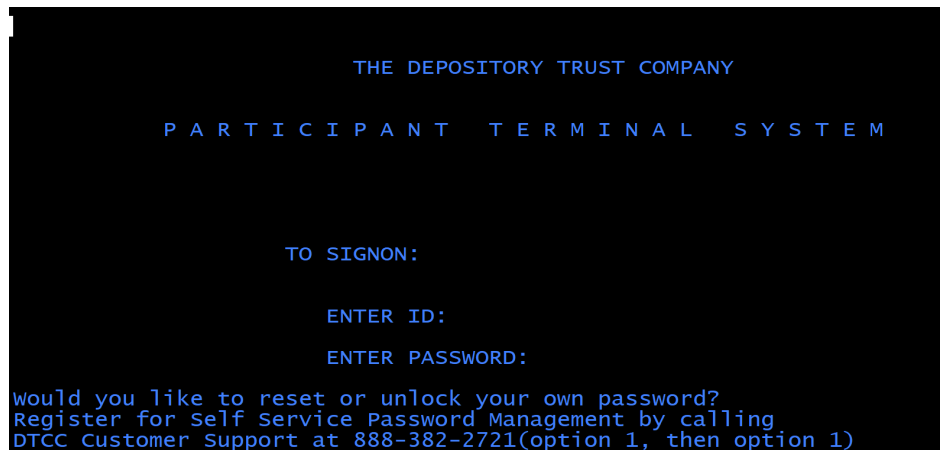 THE DEPOSITORY TRUST COMPANY
P A R T I C I P A N T   T E R M I N A L   S Y S T E M
TO SIGNON:
ENTER ID:
ENTER PASSWORD:
Would you like to reset or unlock your own password?
Register for Self Service Password Management by calling
DTCC Customer Support at 888-382-2721(option 1, then option 1)